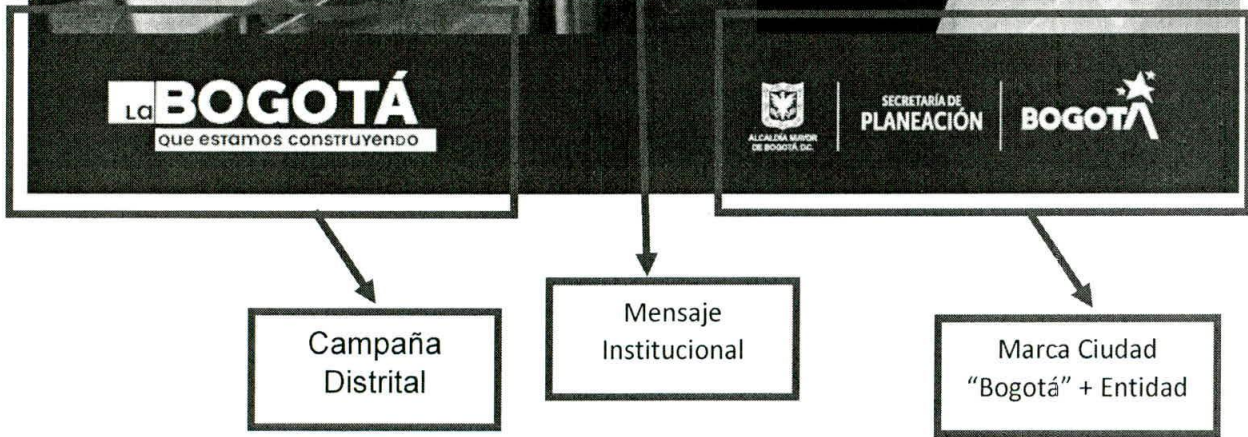 La BOGOTÁ
que estamos construyendo
ALCALDÍA MAYOR
DE BOGOTÁ D.C.
SECRETARÍA DE
PLANEACIÓN
BOGOTÁ
Campaña
Distrital
Mensaje
Institucional
Marca Ciudad
“Bogotá” + Entidad